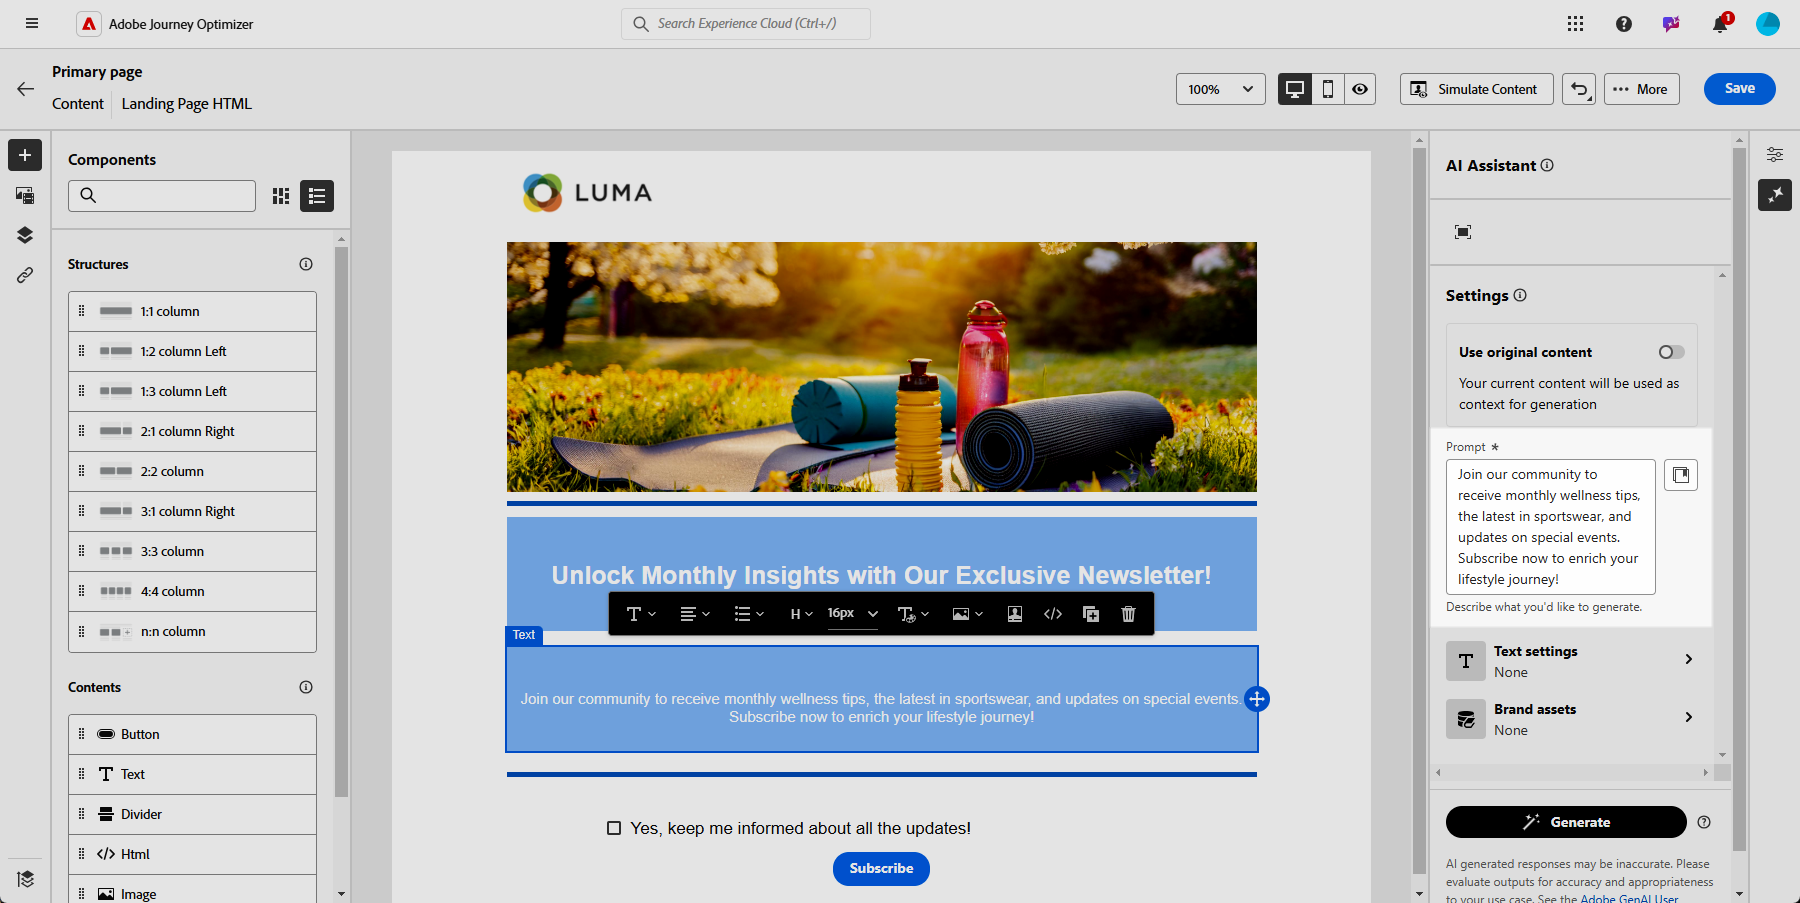 Adobe Journey Optimizer
Search Experience Cloud (Ctrl+/)
1
Primary page
Content
Landing Page HTML
100%
Simulate Content
More
Save
Components
Structures
1:1 column
1:2 column Left
1:3 column Left
2:1 column Right
2:2 column
3:1 column Right
3:3 column
4:4 column
n:n column
Contents
Button
Text
Divider
Html
Image
LUMA
Unlock Monthly Insights with Our Exclusive Newsletter!
H
16px
Text
Join our community to receive monthly wellness tips, the latest in sportswear, and updates on special events.
Subscribe now to enrich your lifestyle journey!
Yes, keep me informed about all the updates!
Subscribe
AI Assistant
Settings
Use original content
Your current content will be used as
context for generation
Prompt *
Join our community to
receive monthly wellness tips,
the latest in sportswear, and
updates on special events.
Subscribe now to enrich your
lifestyle journey!
Describe what you'd like to generate.
Text settings
None
Brand assets
None
Generate
AI generated responses may be inaccurate. Please
evaluate outputs for accuracy and appropriateness
to your use case. See the Adobe GenAI User